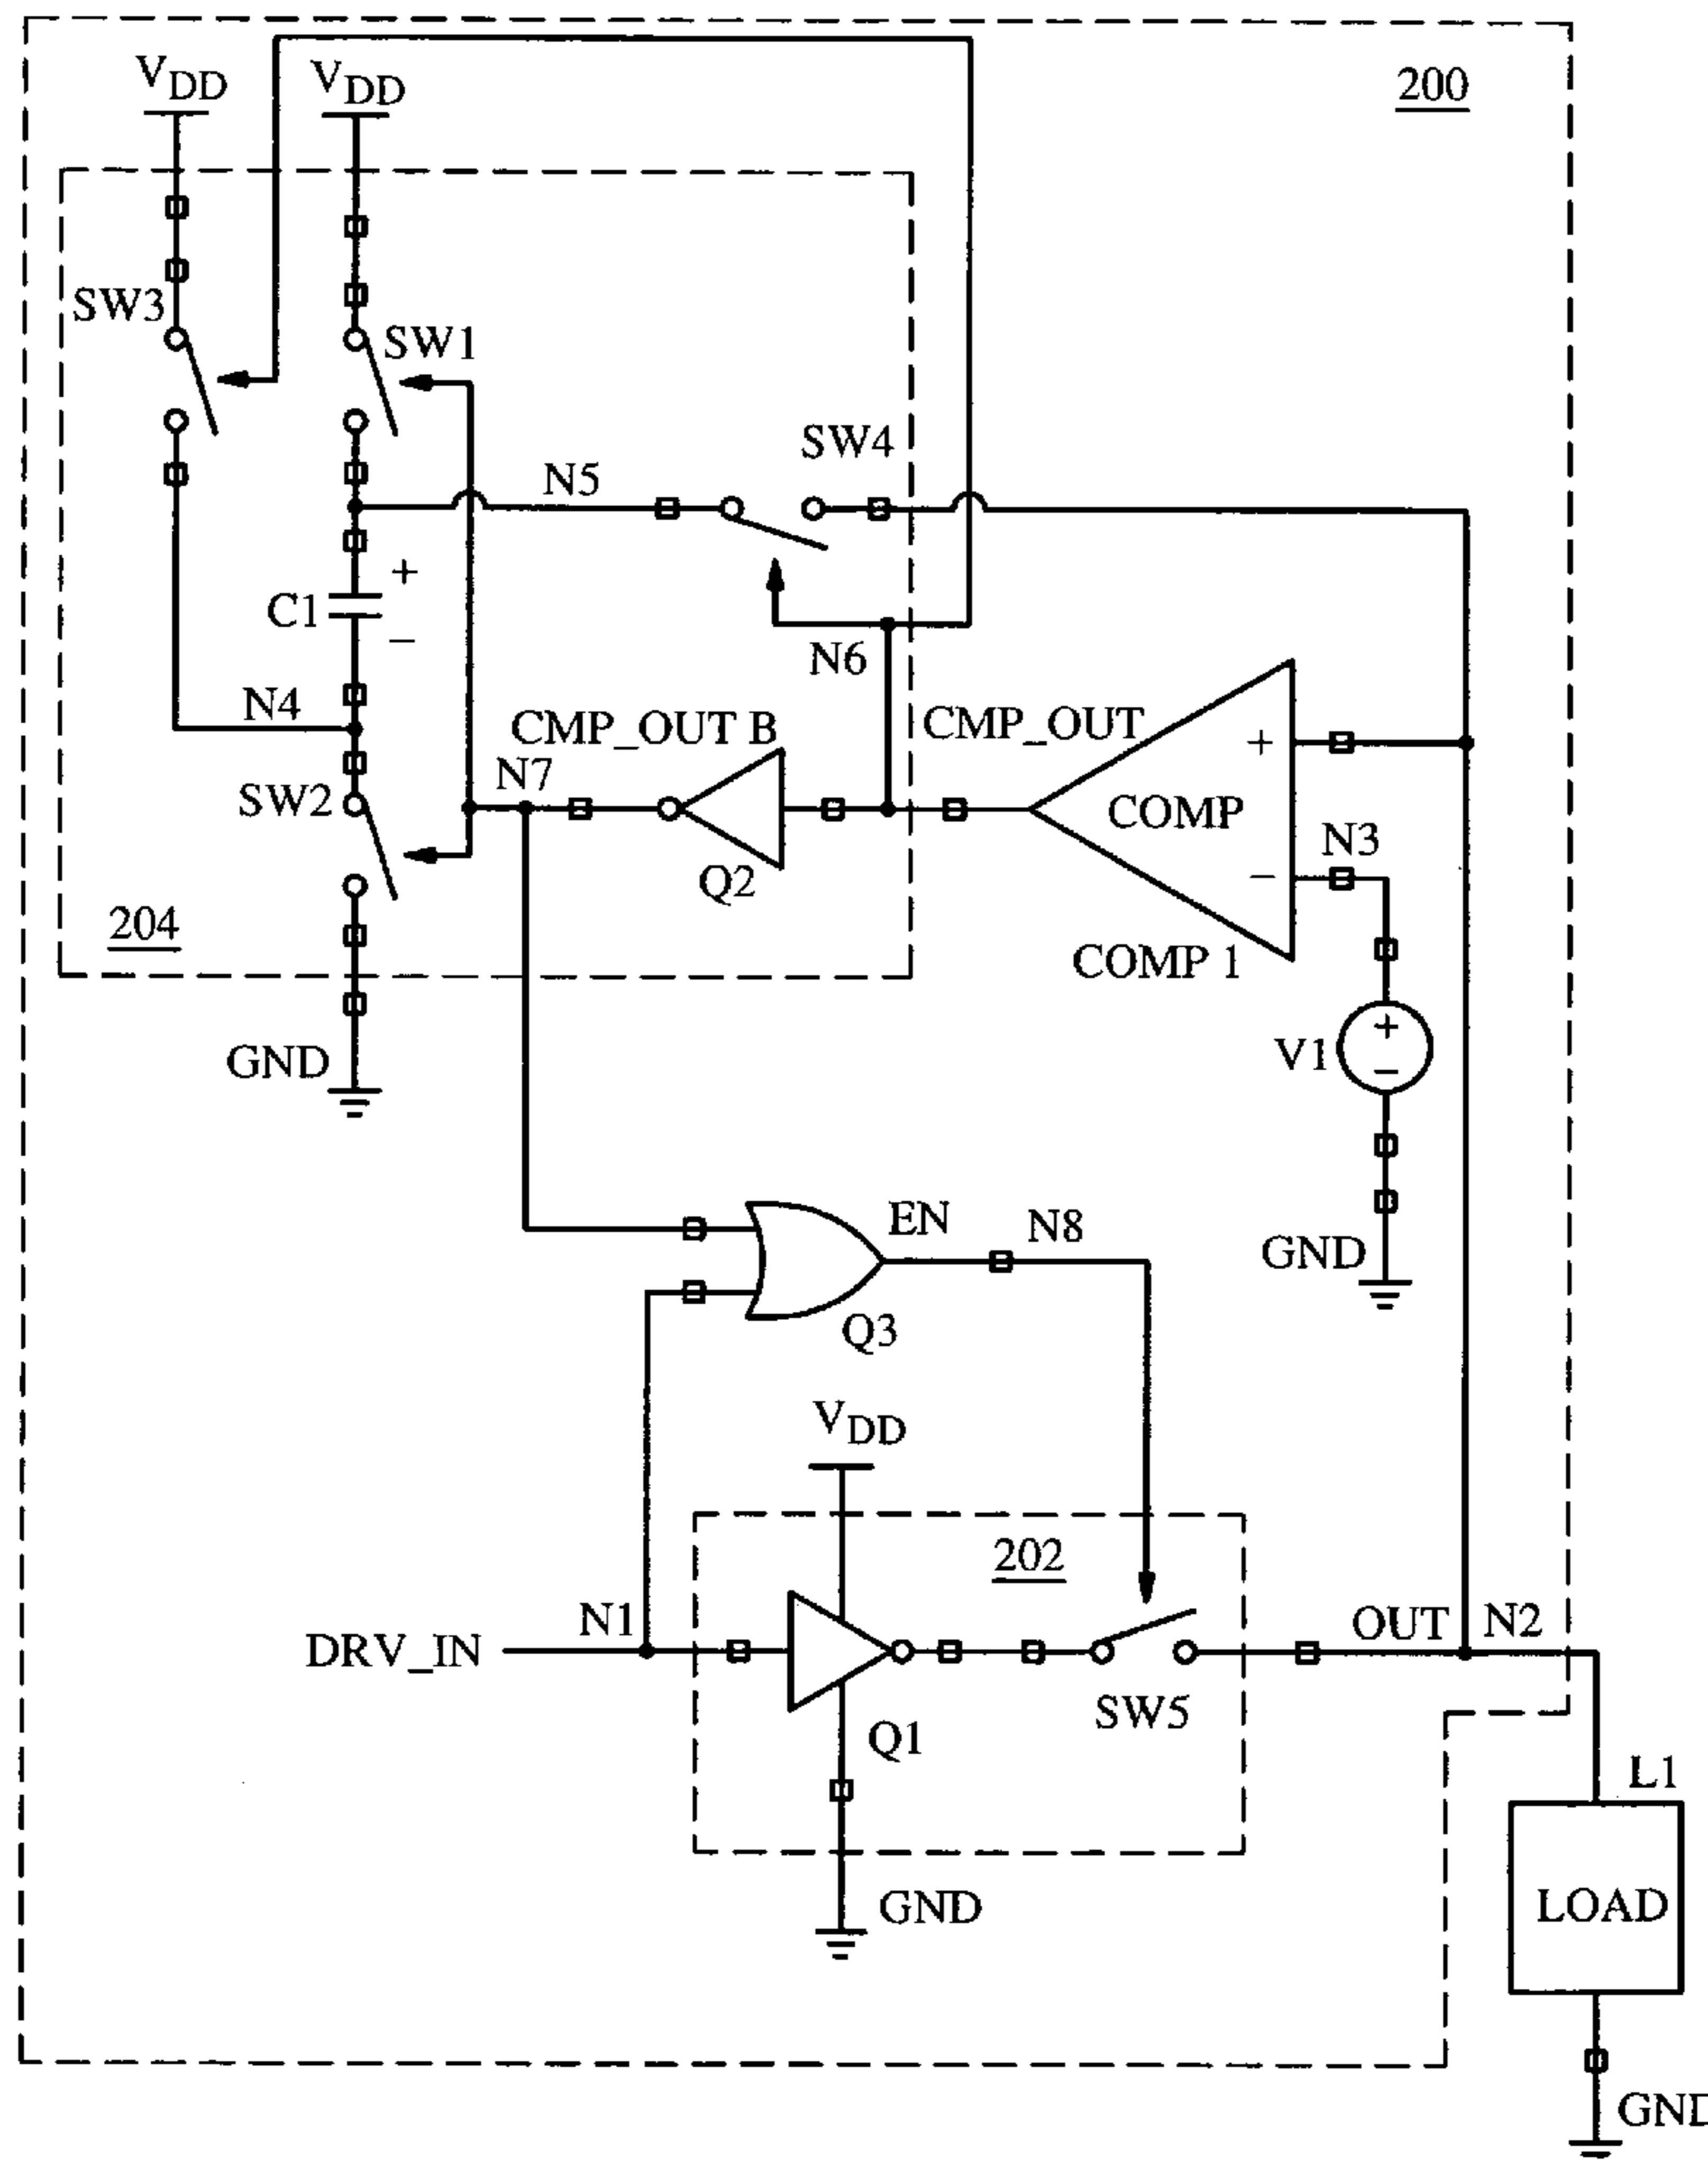 200
VDD
VDD
SW3
SW1
SW4
N5
+
C1
−
N6
N4
CMP_OUT B
CMP_OUT
+
N7
COMP
SW2
N3
−
Q2
204
COMP 1
+
V1
−
GND
EN
N8
GND
Q3
VDD
202
N1
OUT
N2
DRV_IN
SW5
Q1
L1
LOAD
GND
GND